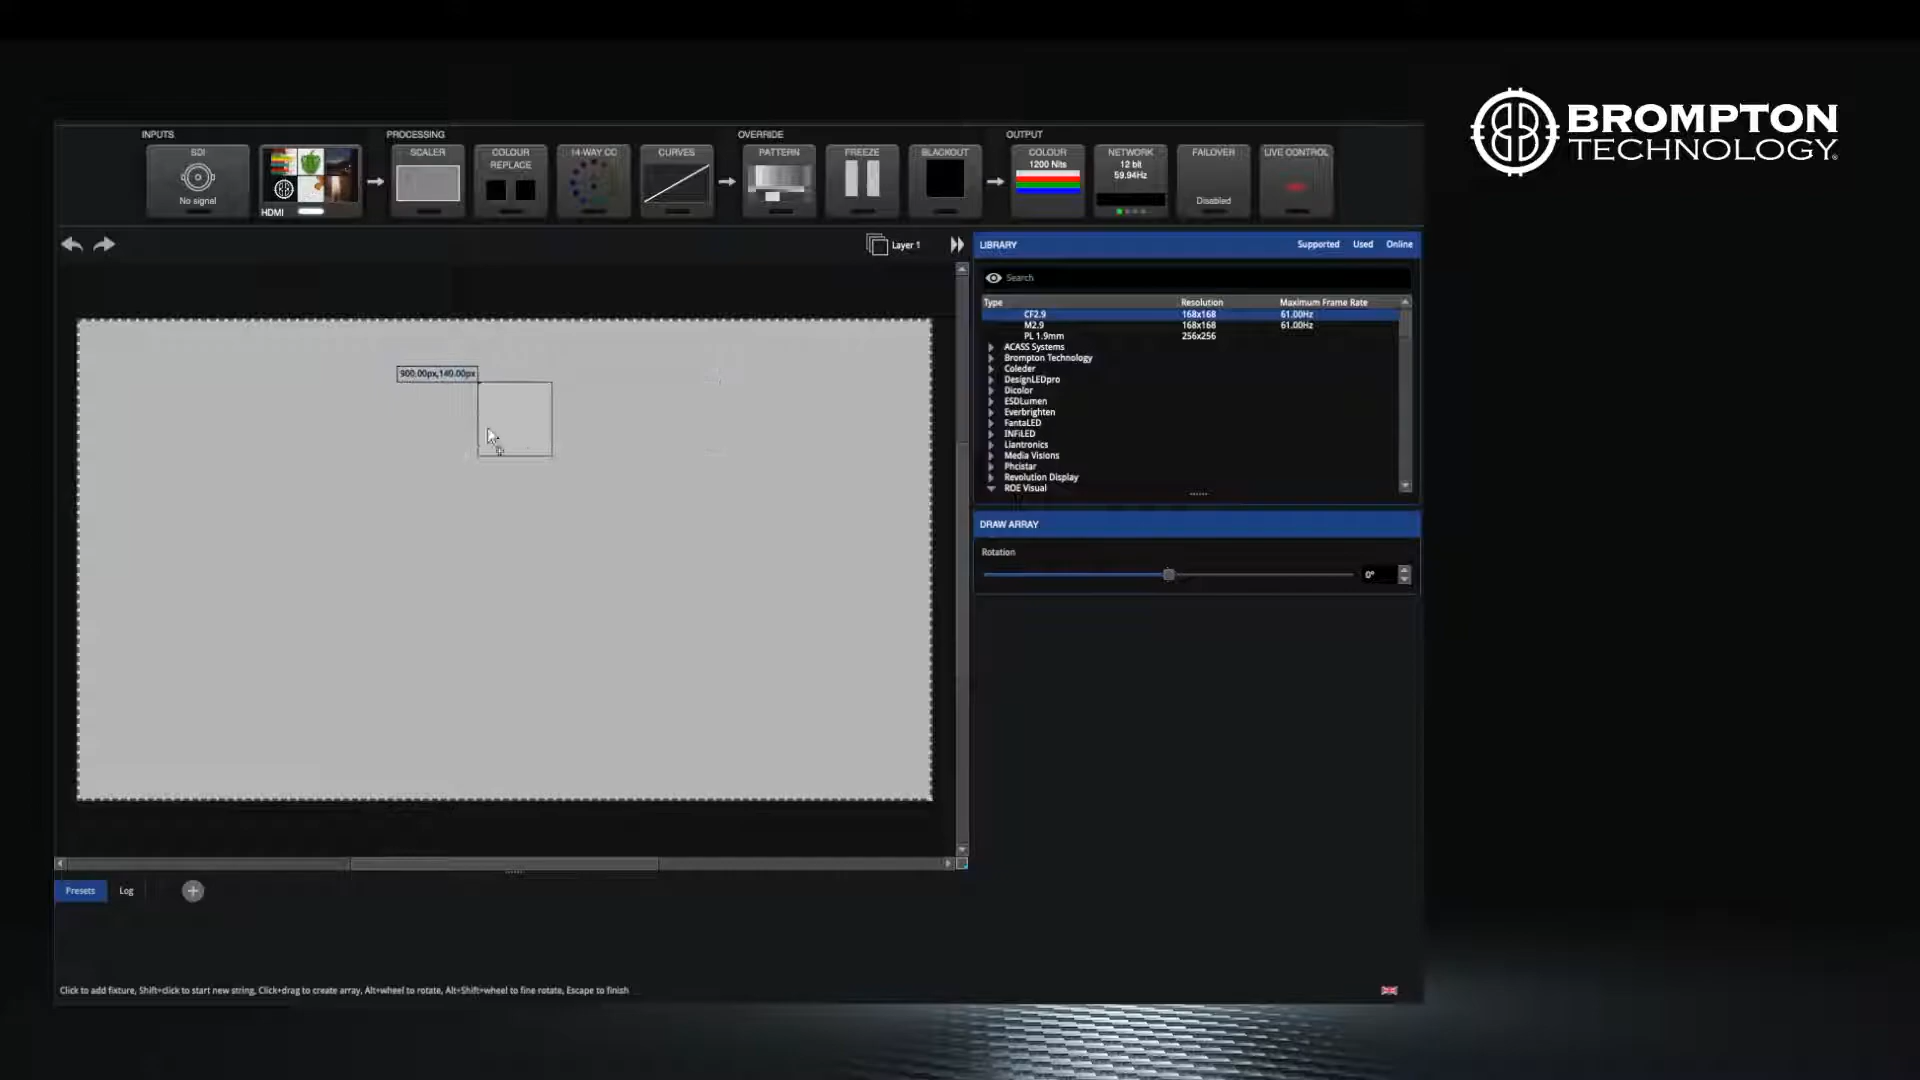 BROMPTON
TECHNOLOGY®
INPUTS
PROCESSING
OVERRIDE
OUTPUT
SDI
No signal
HDMI
SCALER
COLOUR
REPLACE
14-WAY CC
CURVES
PATTERN
FREEZE
BLACKOUT
COLOUR
1200 Nits
NETWORK
12 bit
59.94Hz
FAILOVER
Disabled
LIVE CONTROL
Layer 1
LIBRARY
Supported Used Online
Search
Type Resolution Maximum Frame Rate
CF2.9 168x168 61.00Hz
M2.9 168x168 61.00Hz
PL 1.9mm 256x256
ACASS Systems
Brompton Technology
Coleder
DesignLEDpro
Dicolor
ESDLumen
Everbrighten
FantaLED
INFiLED
Liantronics
Media Visions
Phcistar
Revolution Display
ROE Visual
900.00px,140.00px
DRAW ARRAY
Rotation
0°
Presets Log
Click to add fixture, Shift+click to start new string, Click+drag to create array, Alt+wheel to rotate, Alt+Shift+wheel to fine rotate, Escape to finish